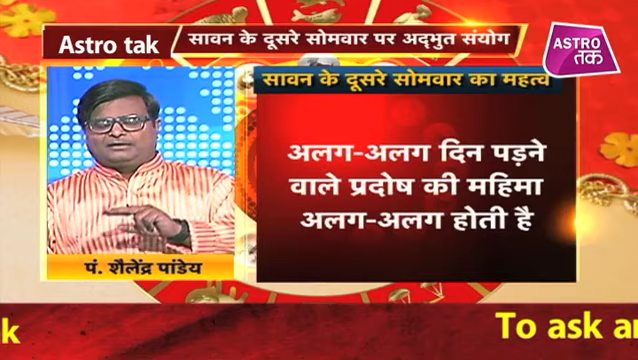 Astro tak
सावन के दूसरे सोमवार पर अद्भुत संयोग
ASTRO
तक
सावन के दूसरे सोमवार का महत्व
अलग-अलग दिन पड़ने
वाले प्रदोष की महिमा
अलग-अलग होती है
पं. शैलेंद्र पांडेय
k
To ask an